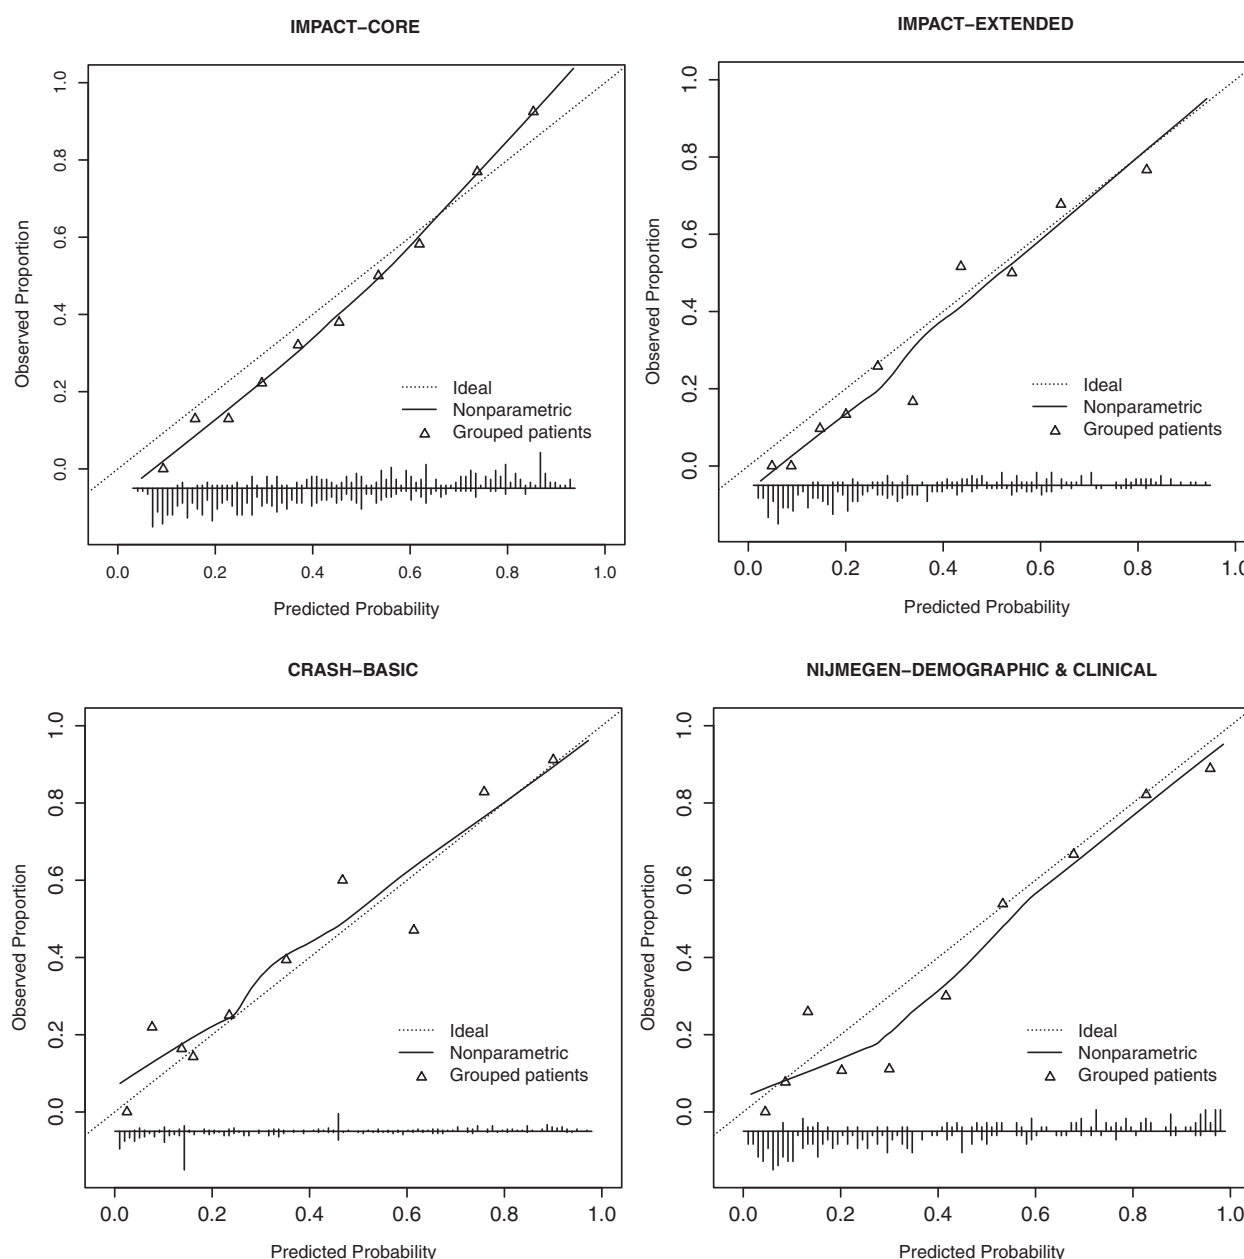 IMPACT−CORE
1.0
0.8
0.6
0.4
0.2
0.0
Observed Proportion
Ideal
Nonparametric
Grouped patients
0.0 0.2 0.4 0.6 0.8 1.0
Predicted Probability
IMPACT−EXTENDED
1.0
0.8
0.6
0.4
0.2
0.0
Observed Proportion
Ideal
Nonparametric
Grouped patients
0.0 0.2 0.4 0.6 0.8 1.0
Predicted Probability
CRASH−BASIC
1.0
0.8
0.6
0.4
0.2
0.0
Observed Proportion
Ideal
Nonparametric
Grouped patients
0.0 0.2 0.4 0.6 0.8 1.0
Predicted Probability
NIJMEGEN−DEMOGRAPHIC & CLINICAL
1.0
0.8
0.6
0.4
0.2
0.0
Observed Proportion
Ideal
Nonparametric
Grouped patients
0.0 0.2 0.4 0.6 0.8 1.0
Predicted Probability